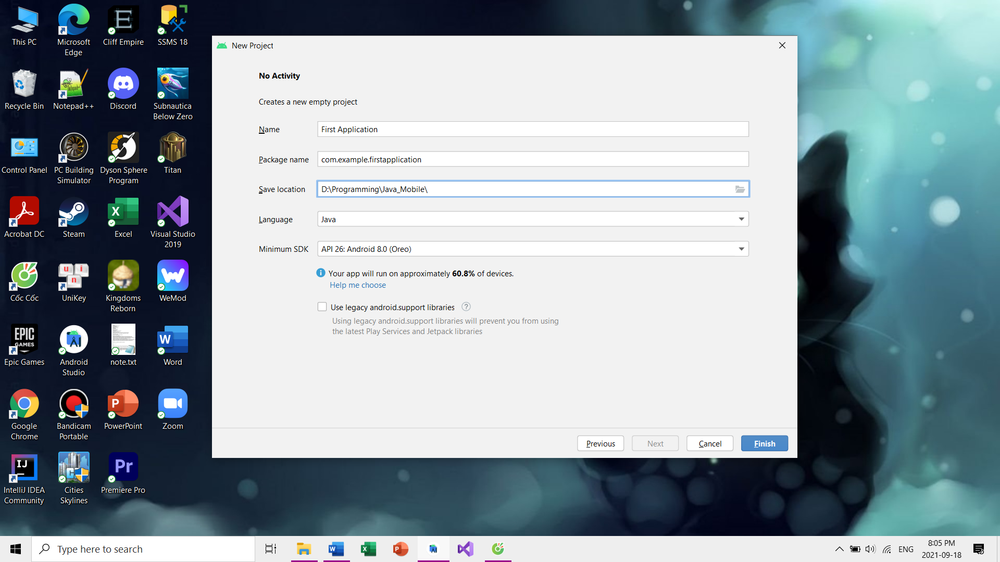 This PC
Microsoft
Edge
Cliff Empire
SSMS 18
Recycle Bin
Notepad++
Discord
Subnautica
Below Zero
Control Panel
PC Building
Simulator
Dyson Sphere
Program
Titan
Acrobat DC
Steam
Excel
Visual Studio
2019
Cốc Cốc
UniKey
Kingdoms
Reborn
WeMod
EPIC
GAMES
Epic Games
Android
Studio
note.txt
Word
Google
Chrome
Bandicam
Portable
PowerPoint
Zoom
IJ
IntelliJ IDEA
Community
Cities
Skylines
Pr
Premiere Pro
New Project
No Activity
Creates a new empty project
Name
First Application
Package name
com.example.firstapplication
Save location
D:\Programming\Java_Mobile\
Language
Java
Minimum SDK
API 26: Android 8.0 (Oreo)
Your app will run on approximately 60.8% of devices.
Help me choose
Use legacy android.support libraries
Using legacy android.support libraries will prevent you from using
the latest Play Services and Jetpack libraries
Previous
Next
Cancel
Finish
Type here to search
ENG
8:05 PM
2021-09-18